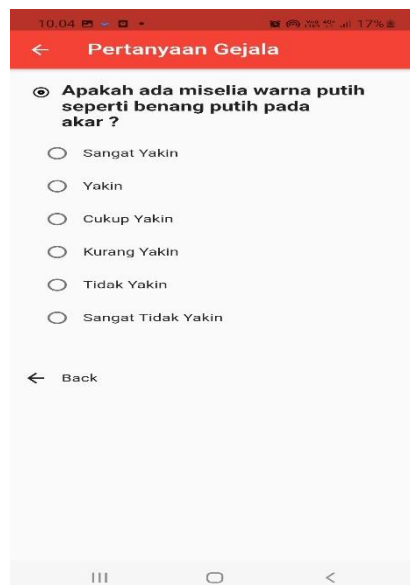 10.04
Pertanyaan Gejala
Apakah ada miselia warna putih
seperti benang putih pada
akar ?
Sangat Yakin
Yakin
Cukup Yakin
Kurang Yakin
Tidak Yakin
Sangat Tidak Yakin
Back
17%